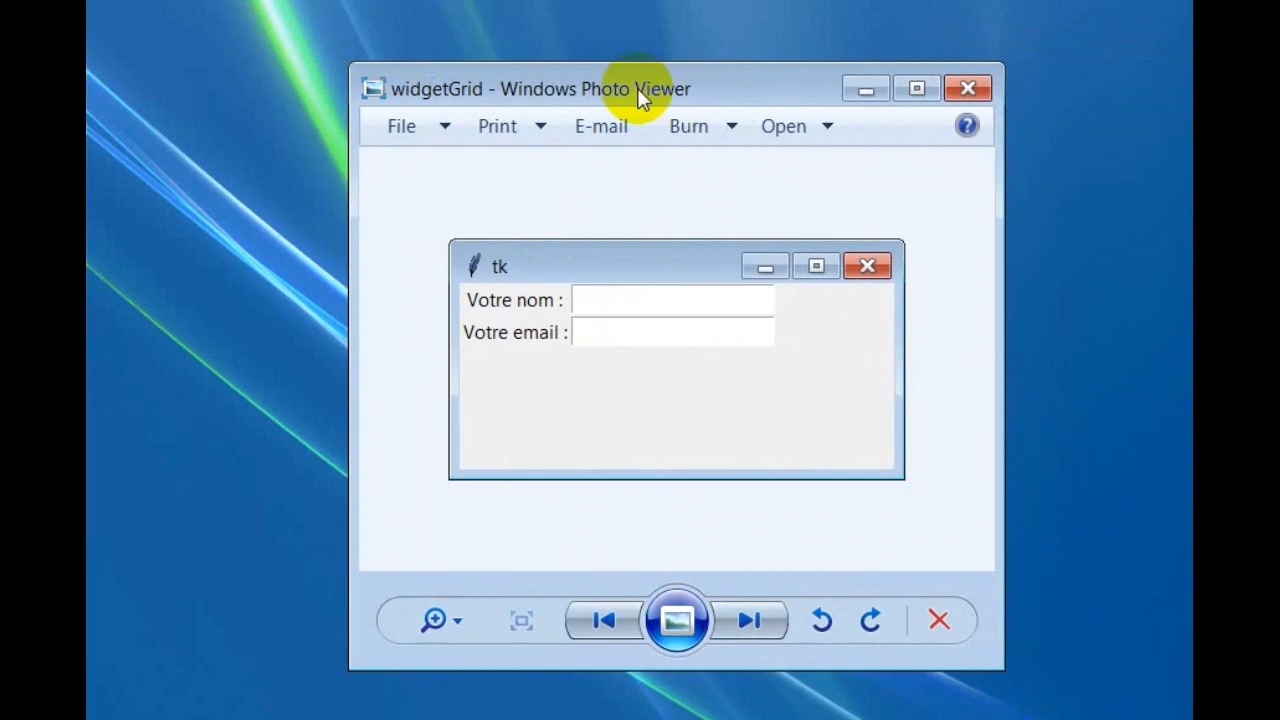 widgetGrid - Windows Photo Viewer
File Print E-mail Burn Open
tk
Votre nom :
Votre email :